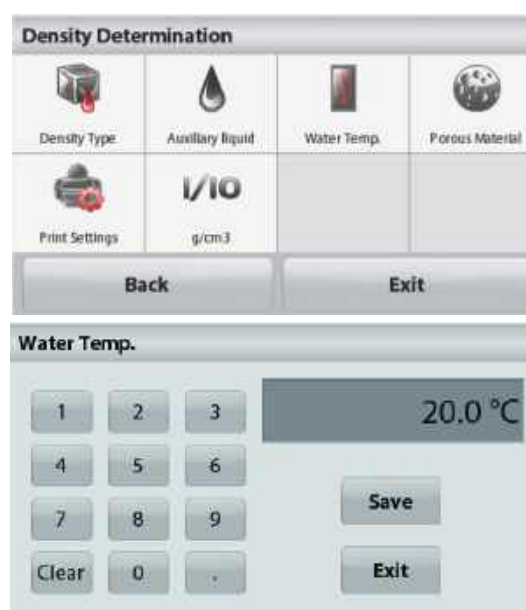 Density Determination
Density Type Auxiliary liquid Water Temp. Porous Material
1/10
Print Settings g/cm3
Back Exit
Water Temp.
1 2 3 20.0 °C
4 5 6
Save
7 8 9
Clear 0 . Exit